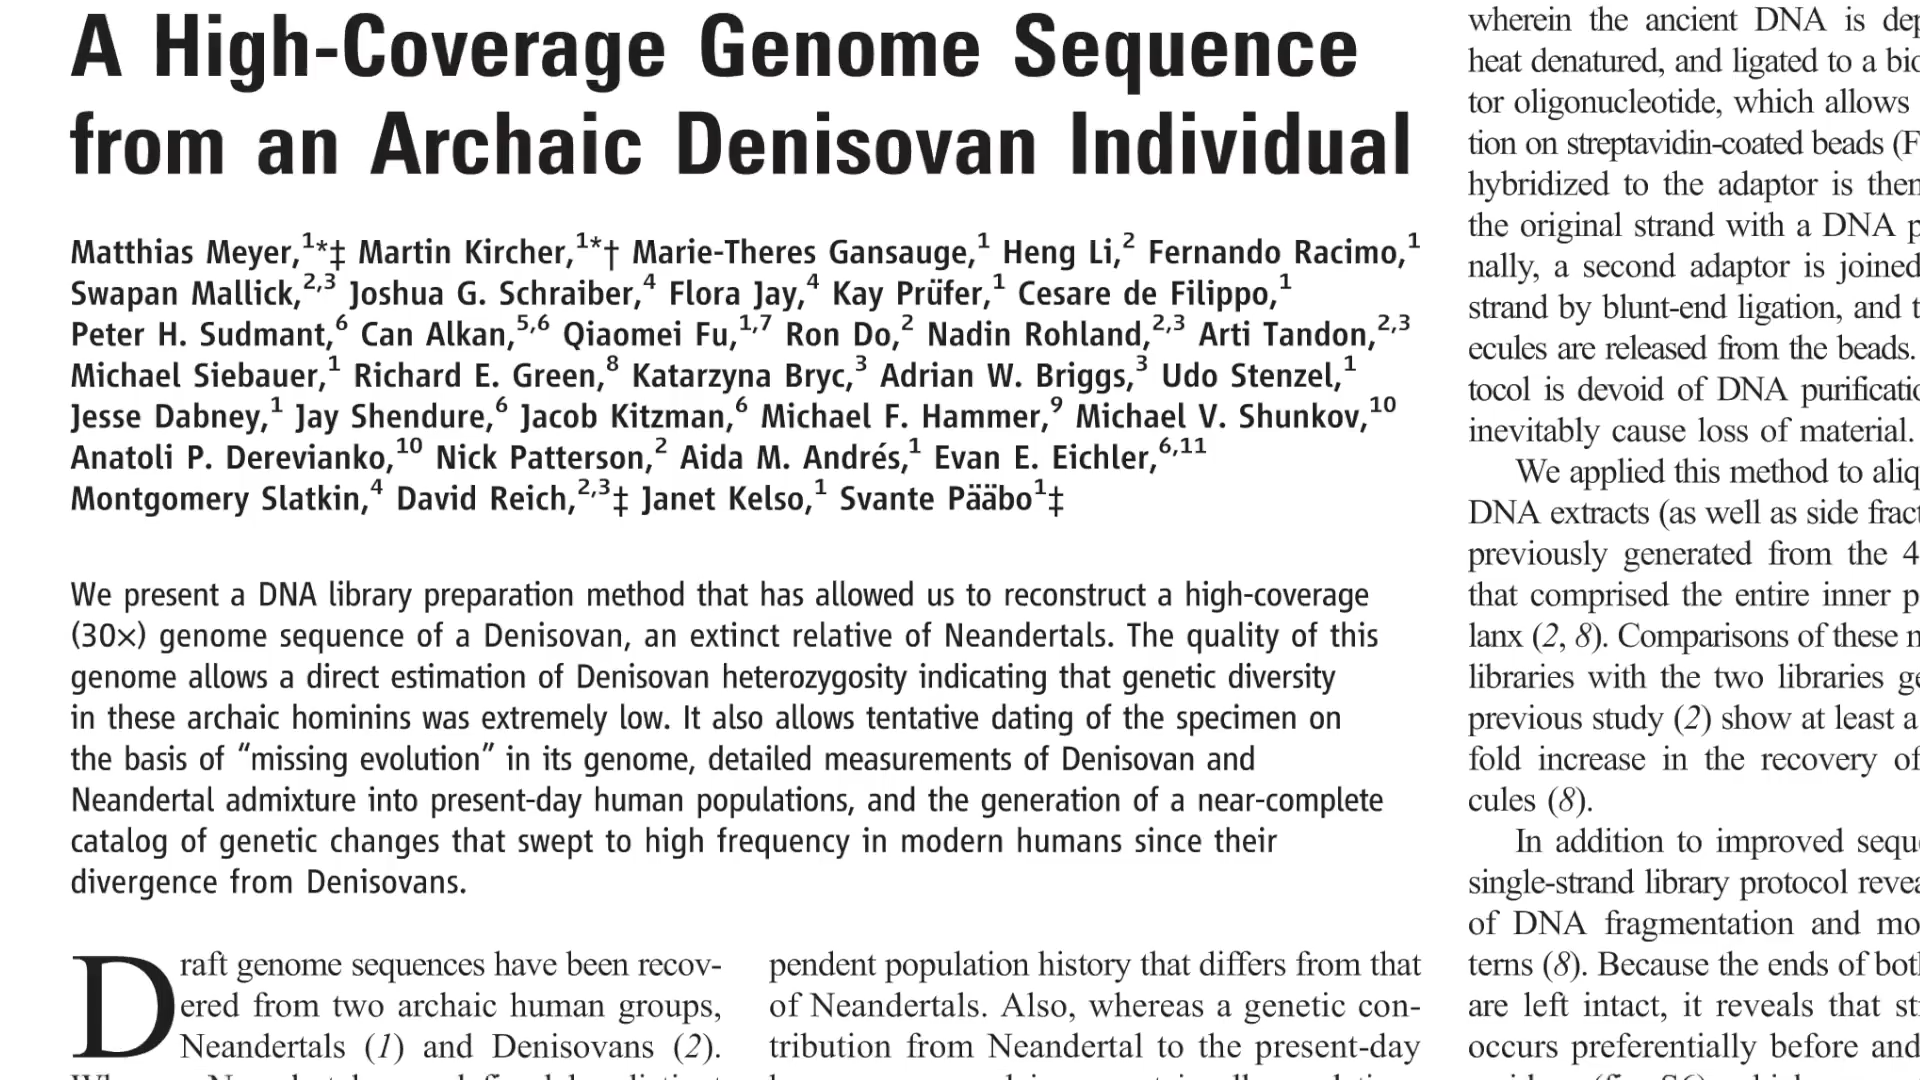 A High-Coverage Genome Sequence
from an Archaic Denisovan Individual
Matthias Meyer,1*‡ Martin Kircher,1*† Marie-Theres Gansauge,1 Heng Li,2 Fernando Racimo,1
Swapan Mallick,2,3 Joshua G. Schraiber,4 Flora Jay,4 Kay Prüfer,1 Cesare de Filippo,1
Peter H. Sudmant,6 Can Alkan,5,6 Qiaomei Fu,1,7 Ron Do,2 Nadin Rohland,2,3 Arti Tandon,2,3
Michael Siebauer,1 Richard E. Green,8 Katarzyna Bryc,3 Adrian W. Briggs,3 Udo Stenzel,1
Jesse Dabney,1 Jay Shendure,6 Jacob Kitzman,6 Michael F. Hammer,9 Michael V. Shunkov,10
Anatoli P. Derevianko,10 Nick Patterson,2 Aida M. Andrés,1 Evan E. Eichler,6,11
Montgomery Slatkin,4 David Reich,2,3‡ Janet Kelso,1 Svante Pääbo1‡
We present a DNA library preparation method that has allowed us to reconstruct a high-coverage
(30×) genome sequence of a Denisovan, an extinct relative of Neandertals. The quality of this
genome allows a direct estimation of Denisovan heterozygosity indicating that genetic diversity
in these archaic hominins was extremely low. It also allows tentative dating of the specimen on
the basis of “missing evolution” in its genome, detailed measurements of Denisovan and
Neandertal admixture into present-day human populations, and the generation of a near-complete
catalog of genetic changes that swept to high frequency in modern humans since their
divergence from Denisovans.
Draft genome sequences have been recov-
ered from two archaic human groups,
Neandertals (1) and Denisovans (2).
pendent population history that differs from that
of Neandertals. Also, whereas a genetic con-
tribution from Neandertal to the present-day
wherein the ancient DNA is dep
heat denatured, and ligated to a bio
tor oligonucleotide, which allows
tion on streptavidin-coated beads (F
hybridized to the adaptor is then
the original strand with a DNA p
nally, a second adaptor is joined
strand by blunt-end ligation, and t
ecules are released from the beads.
tocol is devoid of DNA purificatio
inevitably cause loss of material.
We applied this method to aliq
DNA extracts (as well as side fract
previously generated from the 4
that comprised the entire inner p
lanx (2, 8). Comparisons of these n
libraries with the two libraries ge
previous study (2) show at least a
fold increase in the recovery of
cules (8).
In addition to improved sequ
single-strand library protocol revea
of DNA fragmentation and mo
terns (8). Because the ends of both
are left intact, it reveals that st
occurs preferentially before and